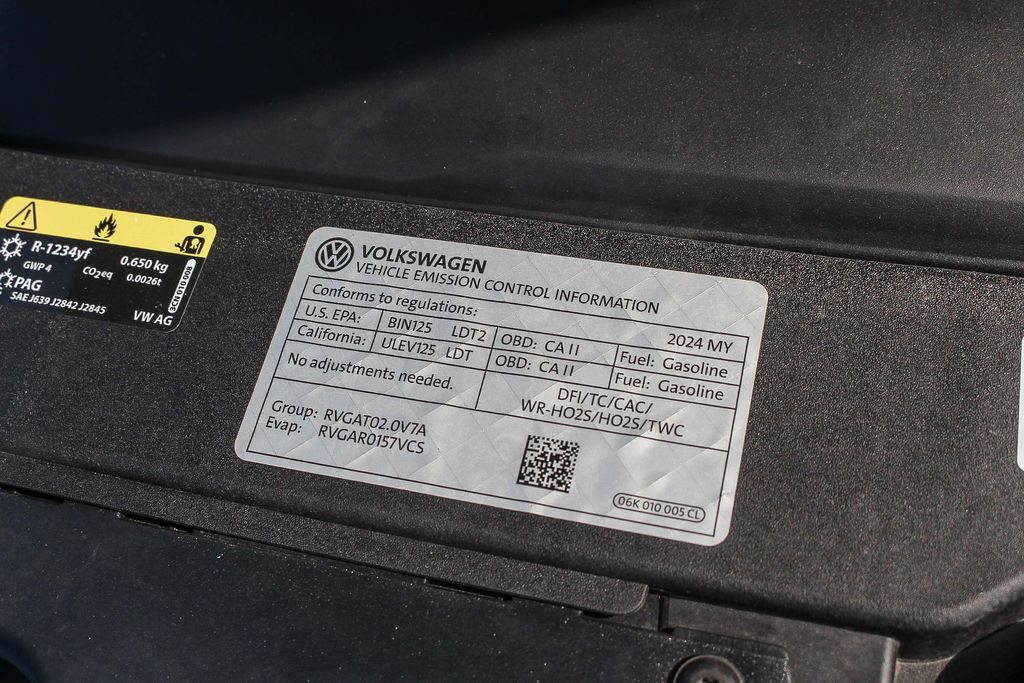 R-1234yf 0.650 kg
GWP 4 CO2eq 0.0026t
PAG
SAE J639 J2842 J2845
VW AG
3CN 010 008
VOLKSWAGEN
VEHICLE EMISSION CONTROL INFORMATION
Conforms to regulations: 2024 MY
U.S. EPA: BIN125 LDT2 OBD: CA II Fuel: Gasoline
California: ULEV125 LDT OBD: CA II Fuel: Gasoline
No adjustments needed.
DFI/TC/CAC/
WR-HO2S/HO2S/TWC
Group: RVGAT02.0V7A
Evap: RVGAR0157VCS
06K 010 005 CL